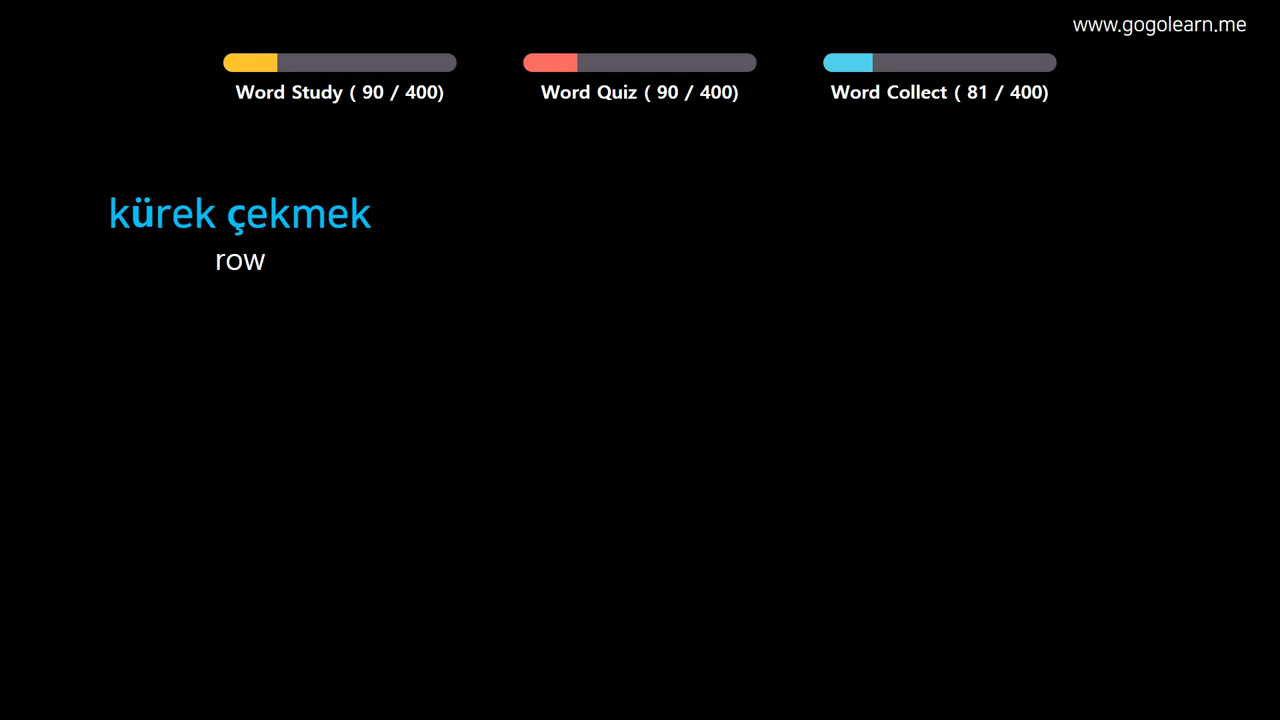 www.gogolearn.me
Word Study ( 90 / 400)
Word Quiz ( 90 / 400)
Word Collect ( 81 / 400)
kürek çekmek
row